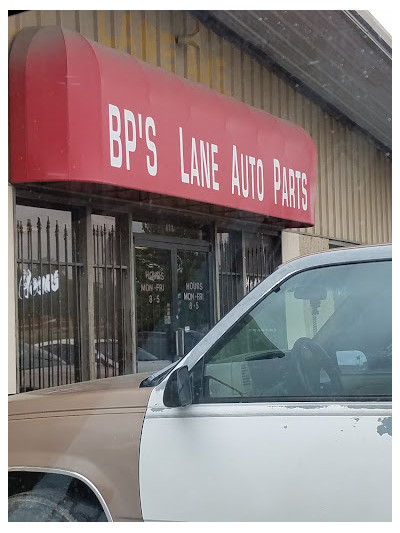 BP'S LANE AUTO PARTS
HOURS
MON-FRI
8-5
HOURS
MON-FRI
8-5